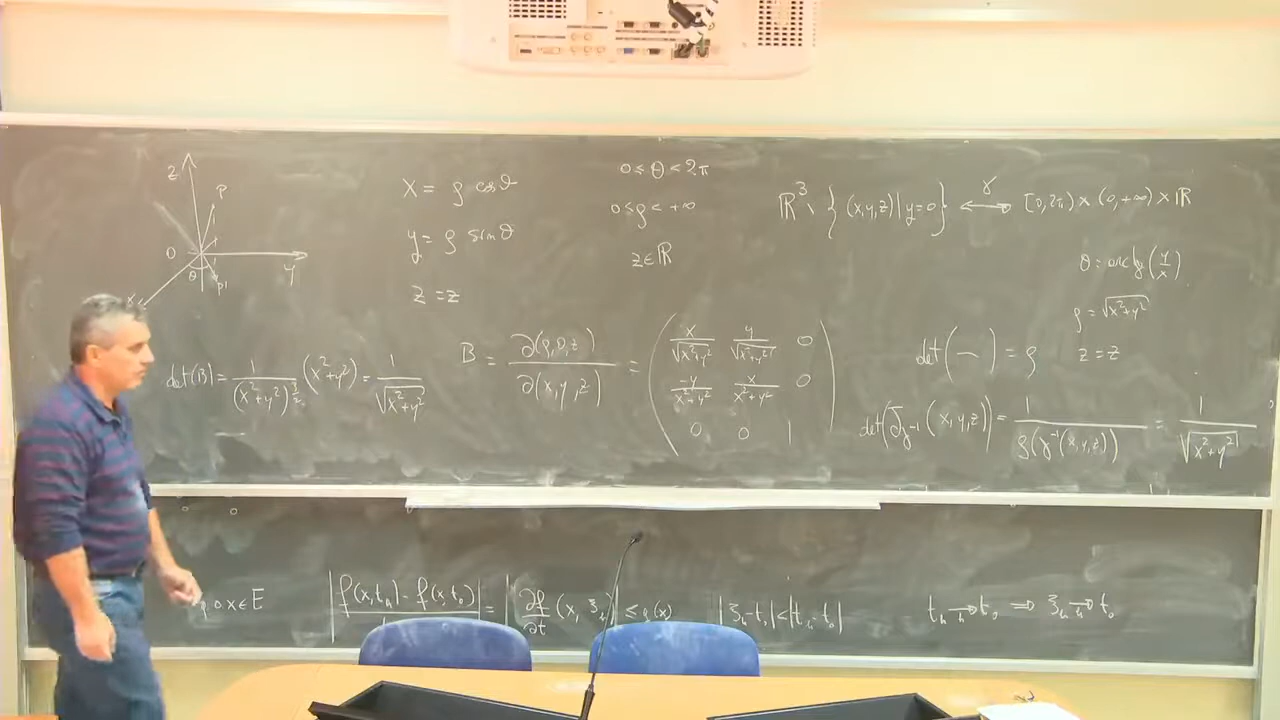 z
P
0
y
θ
P'
x
x = ρ cos θ
y = ρ sin θ
z = z
0 ≤ θ < 2π
0 ≤ ρ < +∞
z ∈ ℝ
ℝ³ \ { (x,y,z) | y=0 } ⟷ [0,2π) × (0,+∞) × ℝ
γ
θ = arctg(y/x)
ρ = √(x²+y²)
z = z
det(B) = 1/(x²+y²)^{3/2} (x²+y²) = 1/√(x²+y²)
B = ∂(ρ,θ,z)/∂(x,y,z) = ( x/√(x²+y²) y/√(x²+y²) 0
-y/(x²+y²) x/(x²+y²) 0
0 0 1 )
det( — ) = ρ
det(J_{γ⁻¹}(x,y,z)) = 1/ρ(γ⁻¹(x,y,z)) = 1/√(x²+y²)
x ∈ E
|f(x,tₙ) - f(x,t₀)| = |∂f/∂t (x, ξₙ)| ≤ g(x)
|ξₙ-t₀| < |tₙ-t₀|
tₙ → t₀ ⇒ ξₙ → t₀